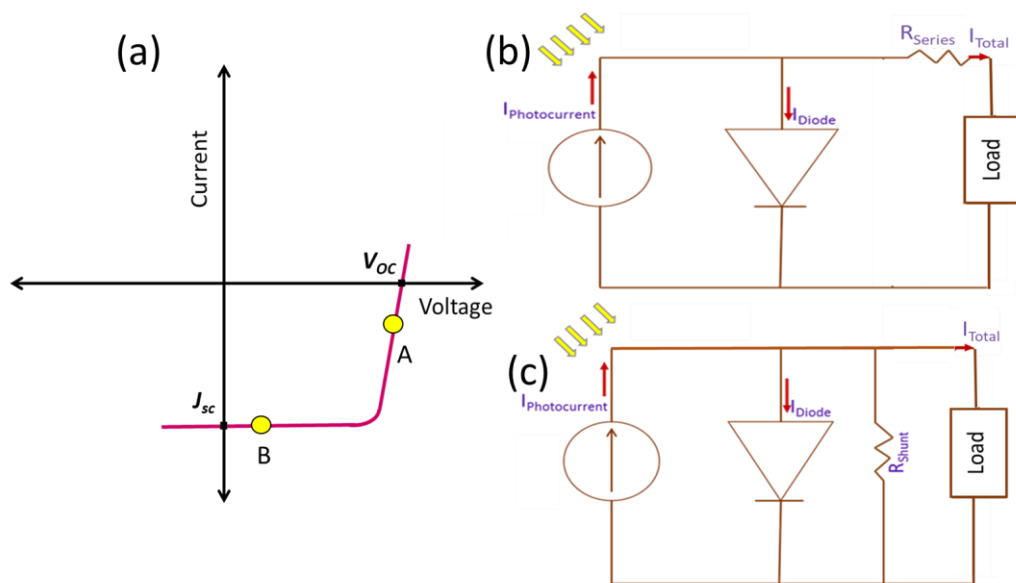 (a)
Current
Voc
Voltage
A
Jsc
B
(b)
RSeries
ITotal
IPhotocurrent
IDiode
Load
(c)
ITotal
IPhotocurrent
IDiode
RShunt
Load